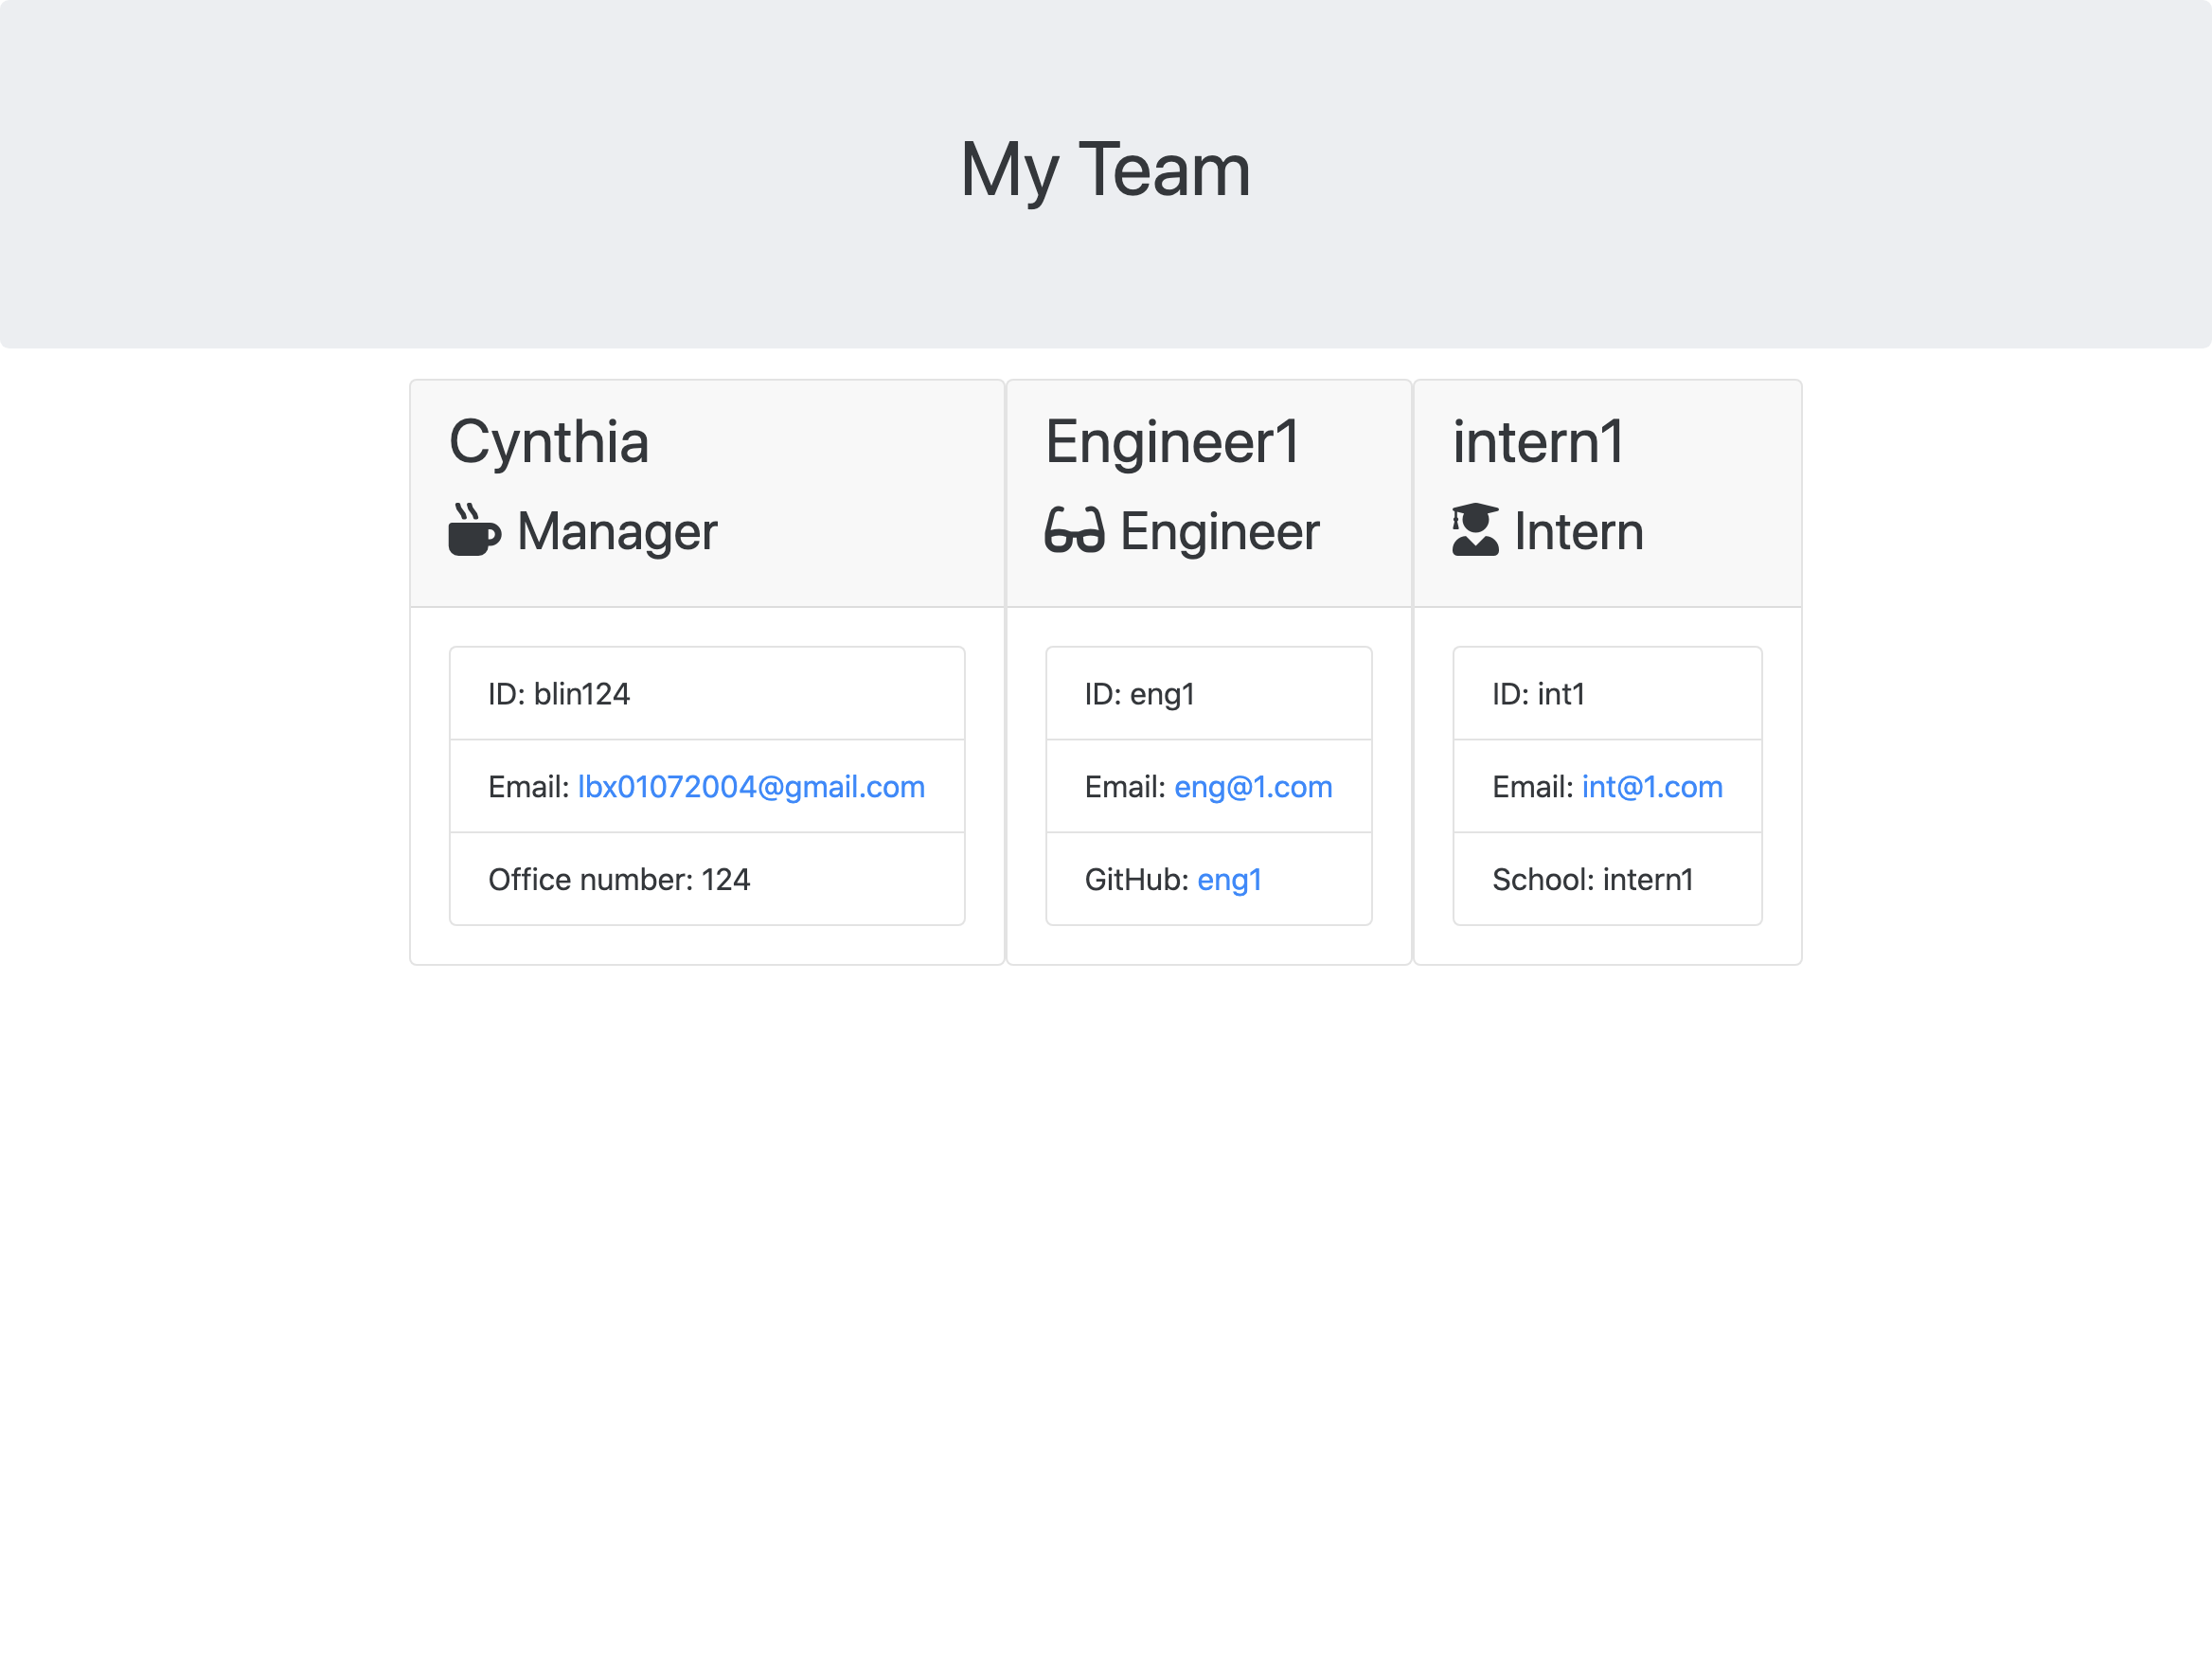 My Team
Cynthia
Manager
ID: blin124
Email: lbx01072004@gmail.com
Office number: 124
Engineer1
Engineer
ID: eng1
Email: eng@1.com
GitHub: eng1
intern1
Intern
ID: int1
Email: int@1.com
School: intern1